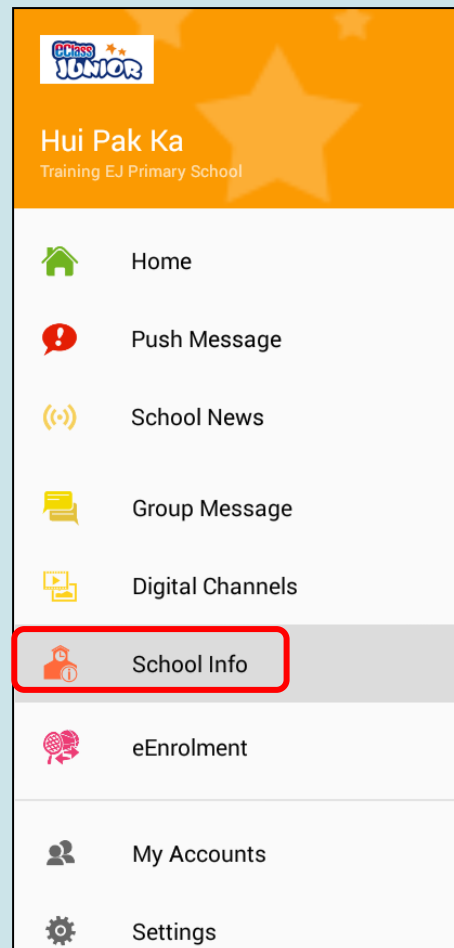 eClass
JUNIOR
Hui Pak Ka
Training EJ Primary School
Home
Push Message
School News
Group Message
Digital Channels
School Info
eEnrolment
My Accounts
Settings